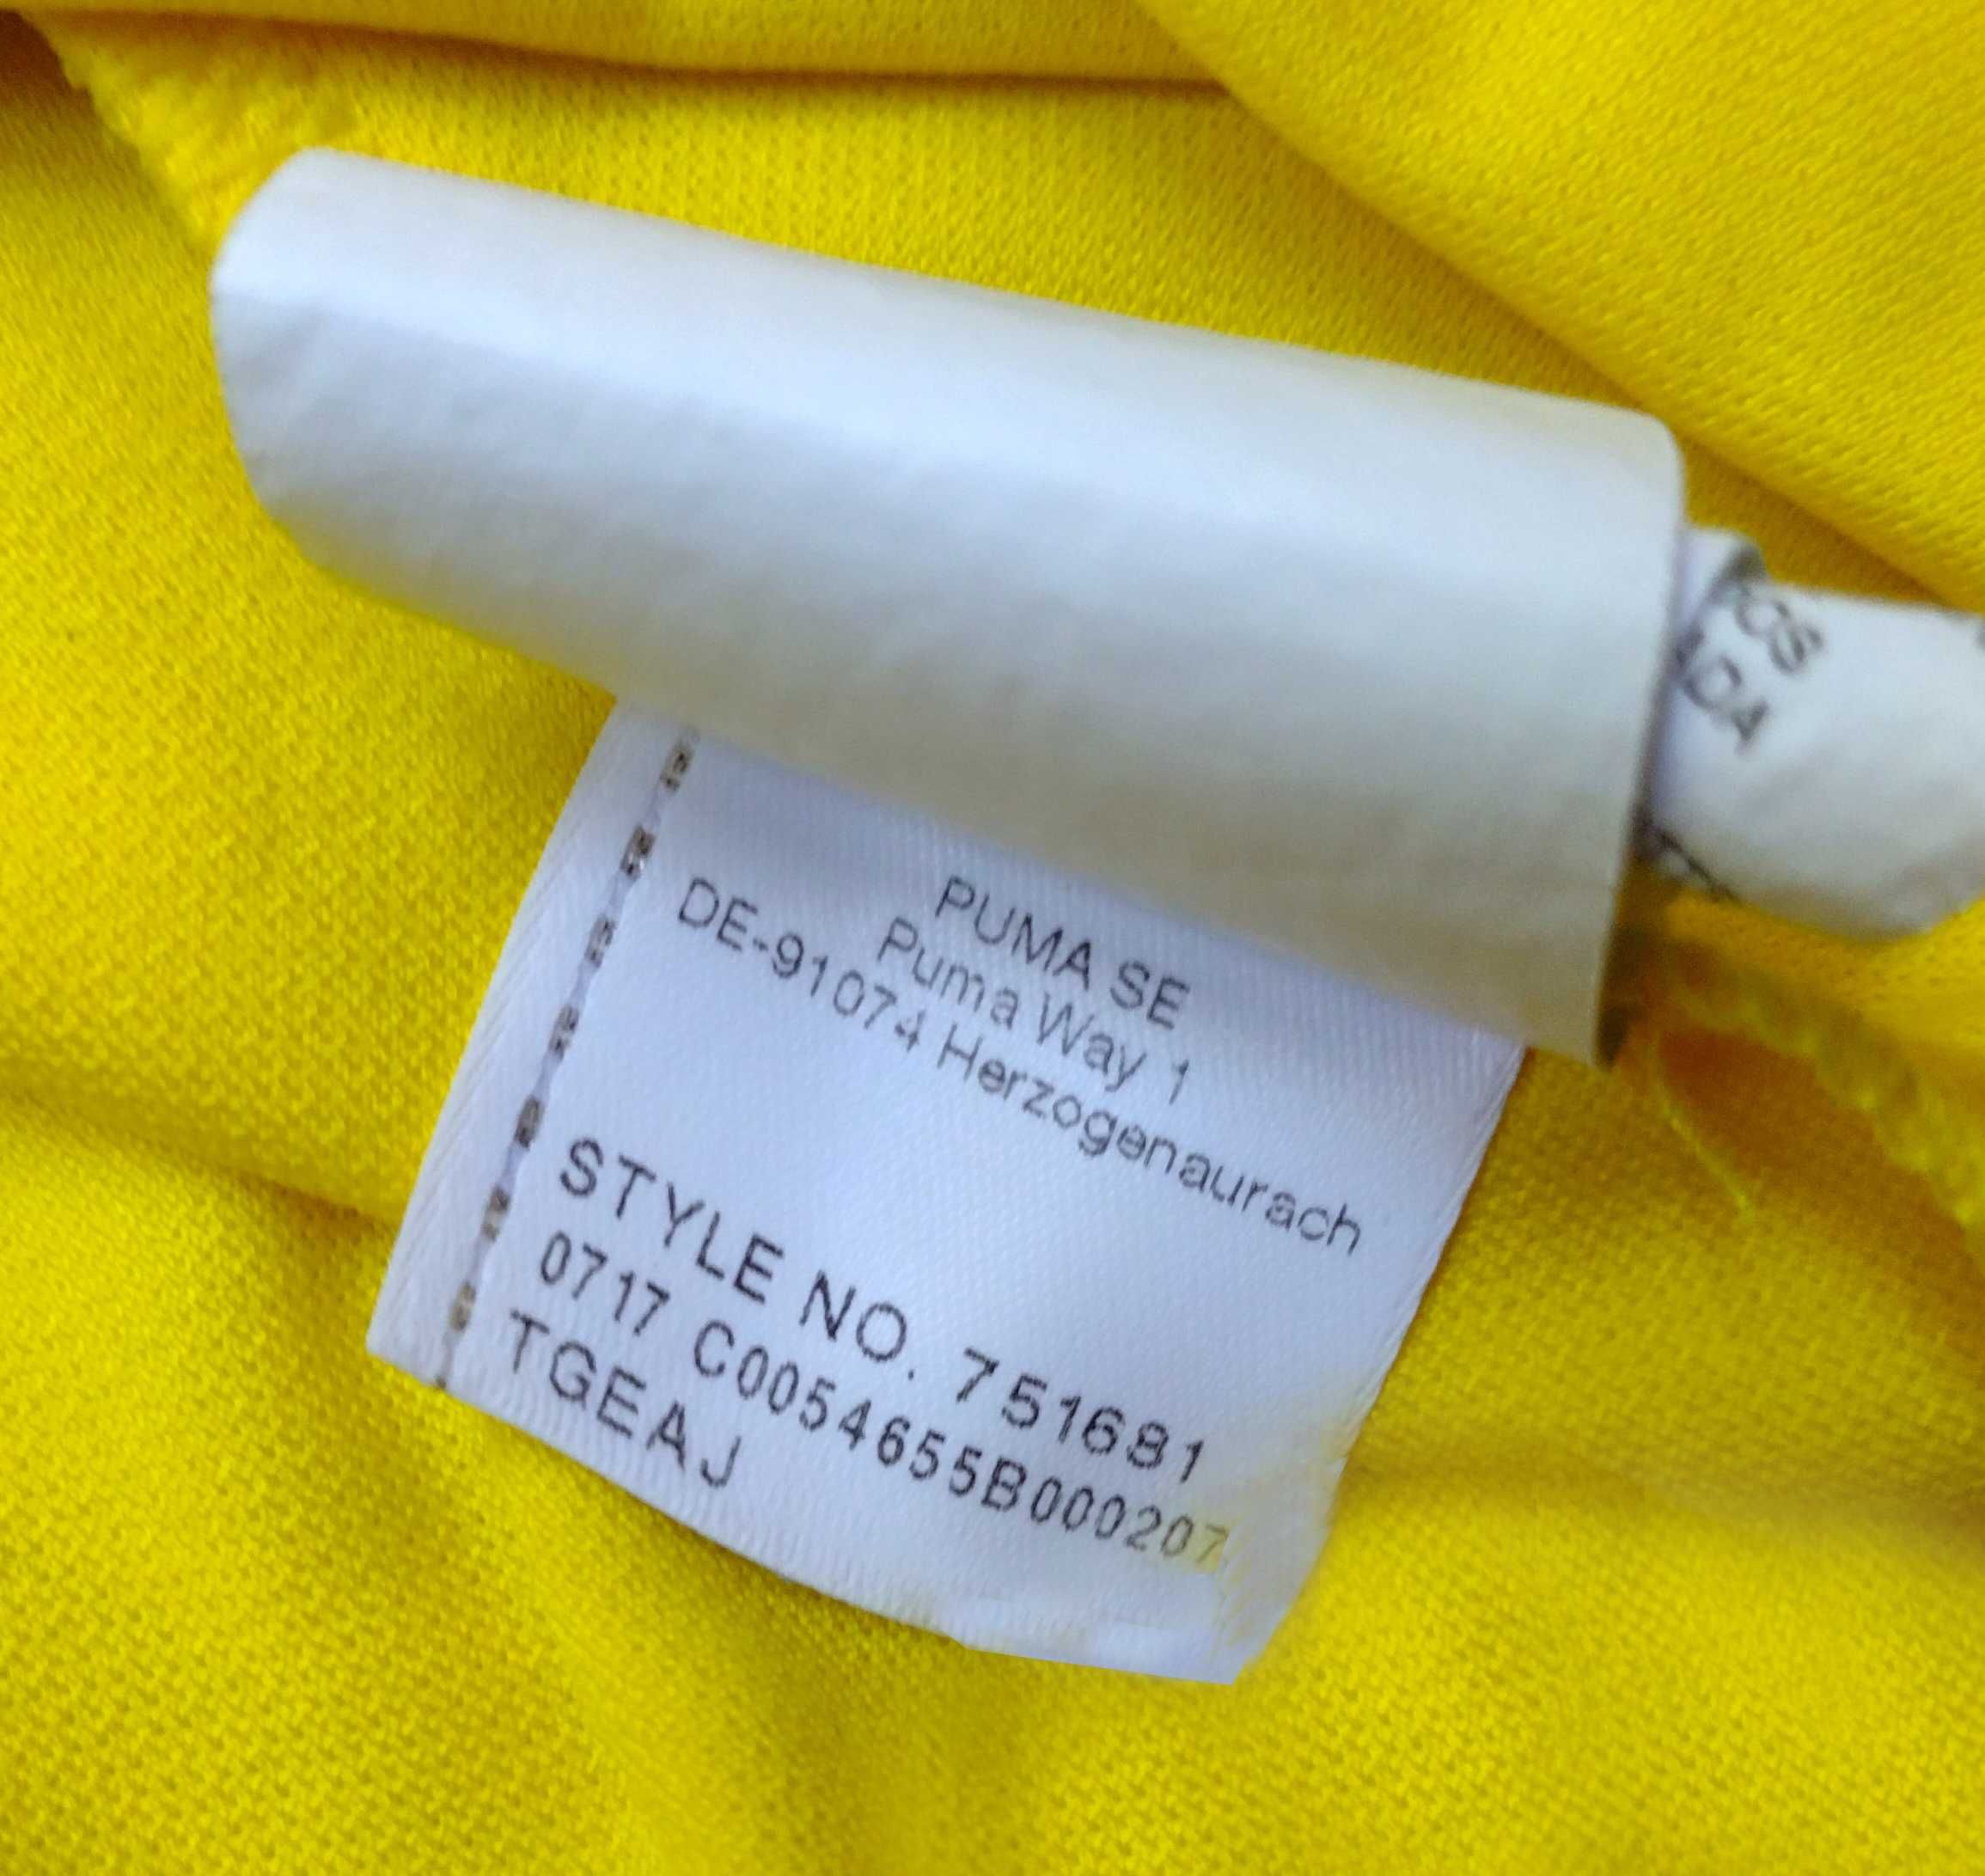 PUMA SE
Puma Way 1
DE-91074 Herzogenaurach
STYLE NO. 751681
0717 C0054655B000207
TGEAJ